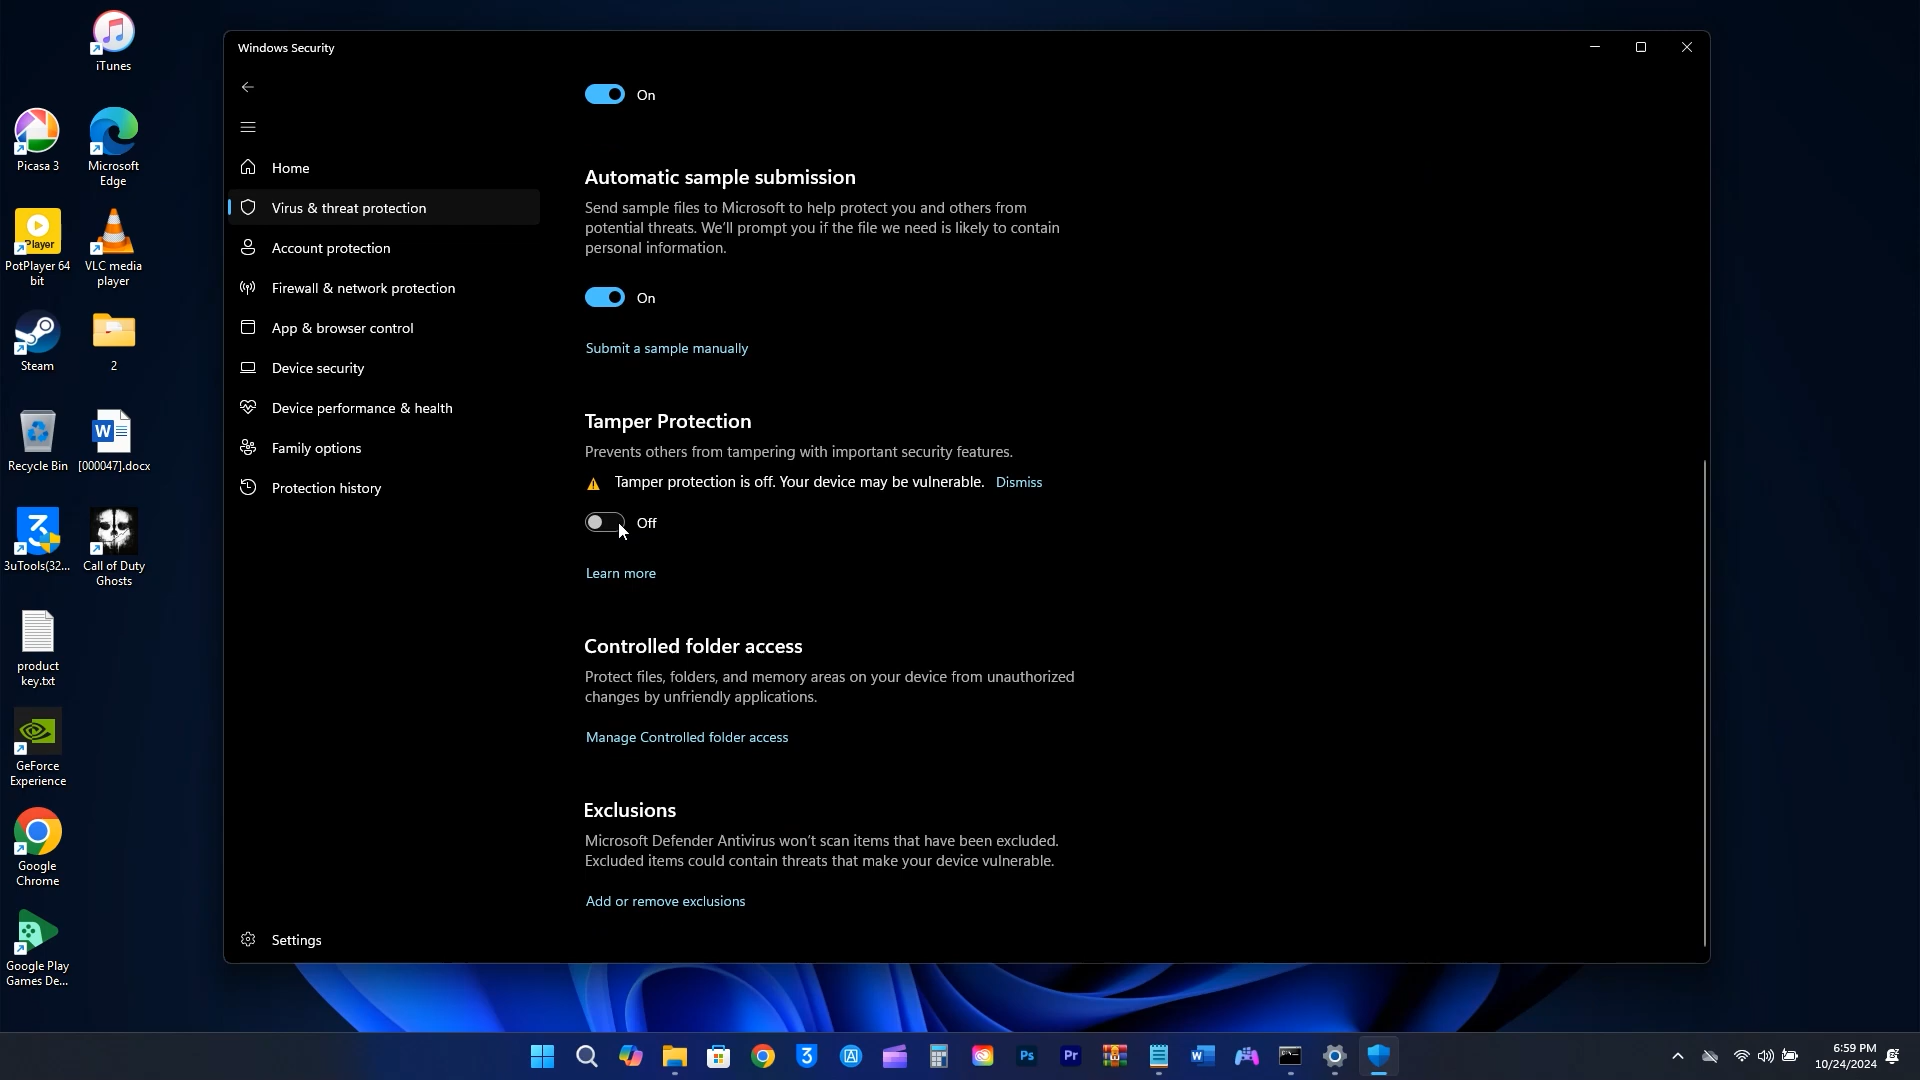 iTunes
Picasa 3
Microsoft
Edge
Player
PotPlayer 64
bit
VLC media
player
Steam
2
Recycle Bin
[000047].docx
3uTools(32...
Call of Duty
Ghosts
product
key.txt
GeForce
Experience
Google
Chrome
Google Play
Games De...
Windows Security
Home
Virus & threat protection
Account protection
Firewall & network protection
App & browser control
Device security
Device performance & health
Family options
Protection history
Settings
On
Automatic sample submission
Send sample files to Microsoft to help protect you and others from
potential threats. We’ll prompt you if the file we need is likely to contain
personal information.
On
Submit a sample manually
Tamper Protection
Prevents others from tampering with important security features.
Tamper protection is off. Your device may be vulnerable. Dismiss
Off
Learn more
Controlled folder access
Protect files, folders, and memory areas on your device from unauthorized
changes by unfriendly applications.
Manage Controlled folder access
Exclusions
Microsoft Defender Antivirus won’t scan items that have been excluded.
Excluded items could contain threats that make your device vulnerable.
Add or remove exclusions
Ps
Pr
6:59 PM
10/24/2024